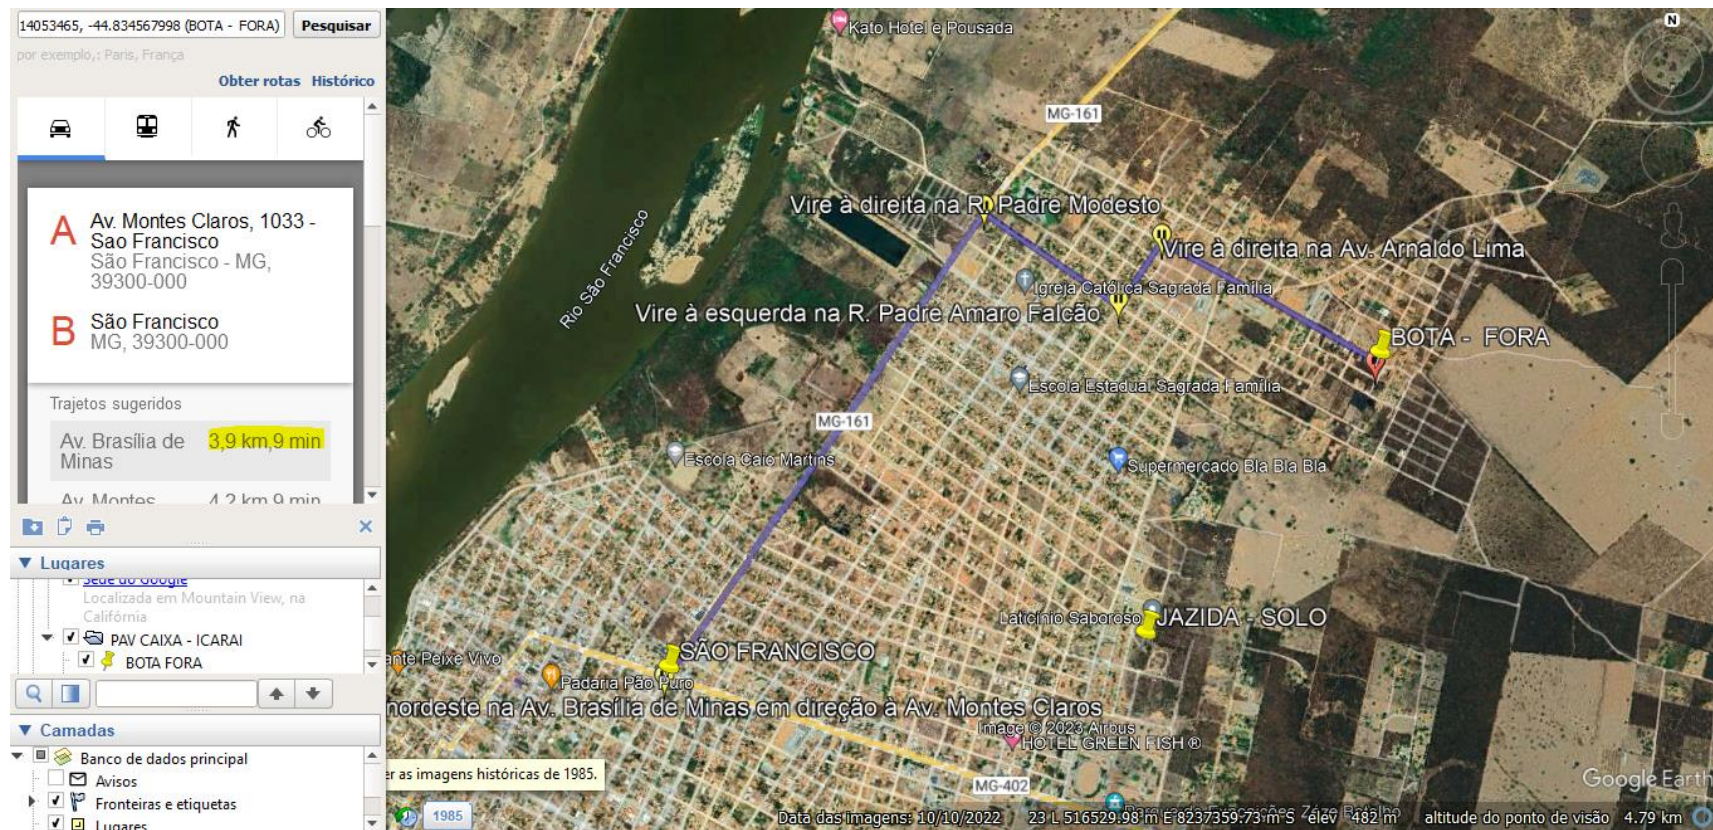 14053465, -44.834567998 (BOTA - FORA)
Pesquisar
por exemplo,: Paris, França
Obter rotas Histórico
A
Av. Montes Claros, 1033 -
Sao Francisco
São Francisco - MG,
39300-000
B
São Francisco
MG, 39300-000
Trajetos sugeridos
Av. Brasília de
Minas
3,9 km,9 min
Av. Montes
4,2 km,9 min
Lugares
Sede do Google
Localizada em Mountain View, na
Califórnia
PAV CAIXA - ICARAI
BOTA FORA
Camadas
Banco de dados principal
Avisos
Fronteiras e etiquetas
Lugares
Kato Hotel e Pousada
N
MG-161
Vire à direita na R. Padre Modesto
Vire à direita na Av. Arnaldo Lima
Rio São Francisco
Igreja Católica Sagrada Família
Vire à esquerda na R. Padre Amaro Falcão
BOTA - FORA
Escola Estadual Sagrada Família
MG-161
Escola Caio Martins
Supermercado Bla Bla Bla
Laticínio Saboroso
JAZIDA - SOLO
SÃO FRANCISCO
ante Peixe Vivo
Padaria Pão Puro
nordeste na Av. Brasília de Minas em direção à Av. Montes Claros
Image © 2023 Airbus
HOTEL GREEN FISH ®
er as imagens históricas de 1985.
MG-402
Google Earth
1985
Data das imagens: 10/10/2022
23 L 516529.98 m E 8237359.73 m S
elev 482 m
altitude do ponto de visão 4.79 km